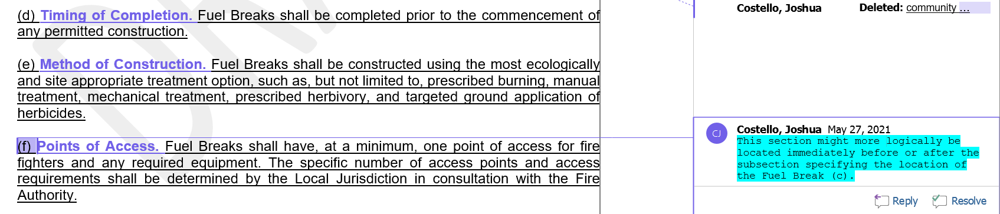 (d) Timing of Completion. Fuel Breaks shall be completed prior to the commencement of
any permitted construction.
(e) Method of Construction. Fuel Breaks shall be constructed using the most ecologically
and site appropriate treatment option, such as, but not limited to, prescribed burning, manual
treatment, mechanical treatment, prescribed herbivory, and targeted ground application of
herbicides.
(f) Points of Access. Fuel Breaks shall have, at a minimum, one point of access for fire
fighters and any required equipment. The specific number of access points and access
requirements shall be determined by the Local Jurisdiction in consultation with the Fire
Authority.
Costello, Joshua Deleted: community ...
CJ Costello, Joshua May 27, 2021
This section might more logically be
located immediately before or after the
subsection specifying the location of
the Fuel Break (c).
Reply Resolve